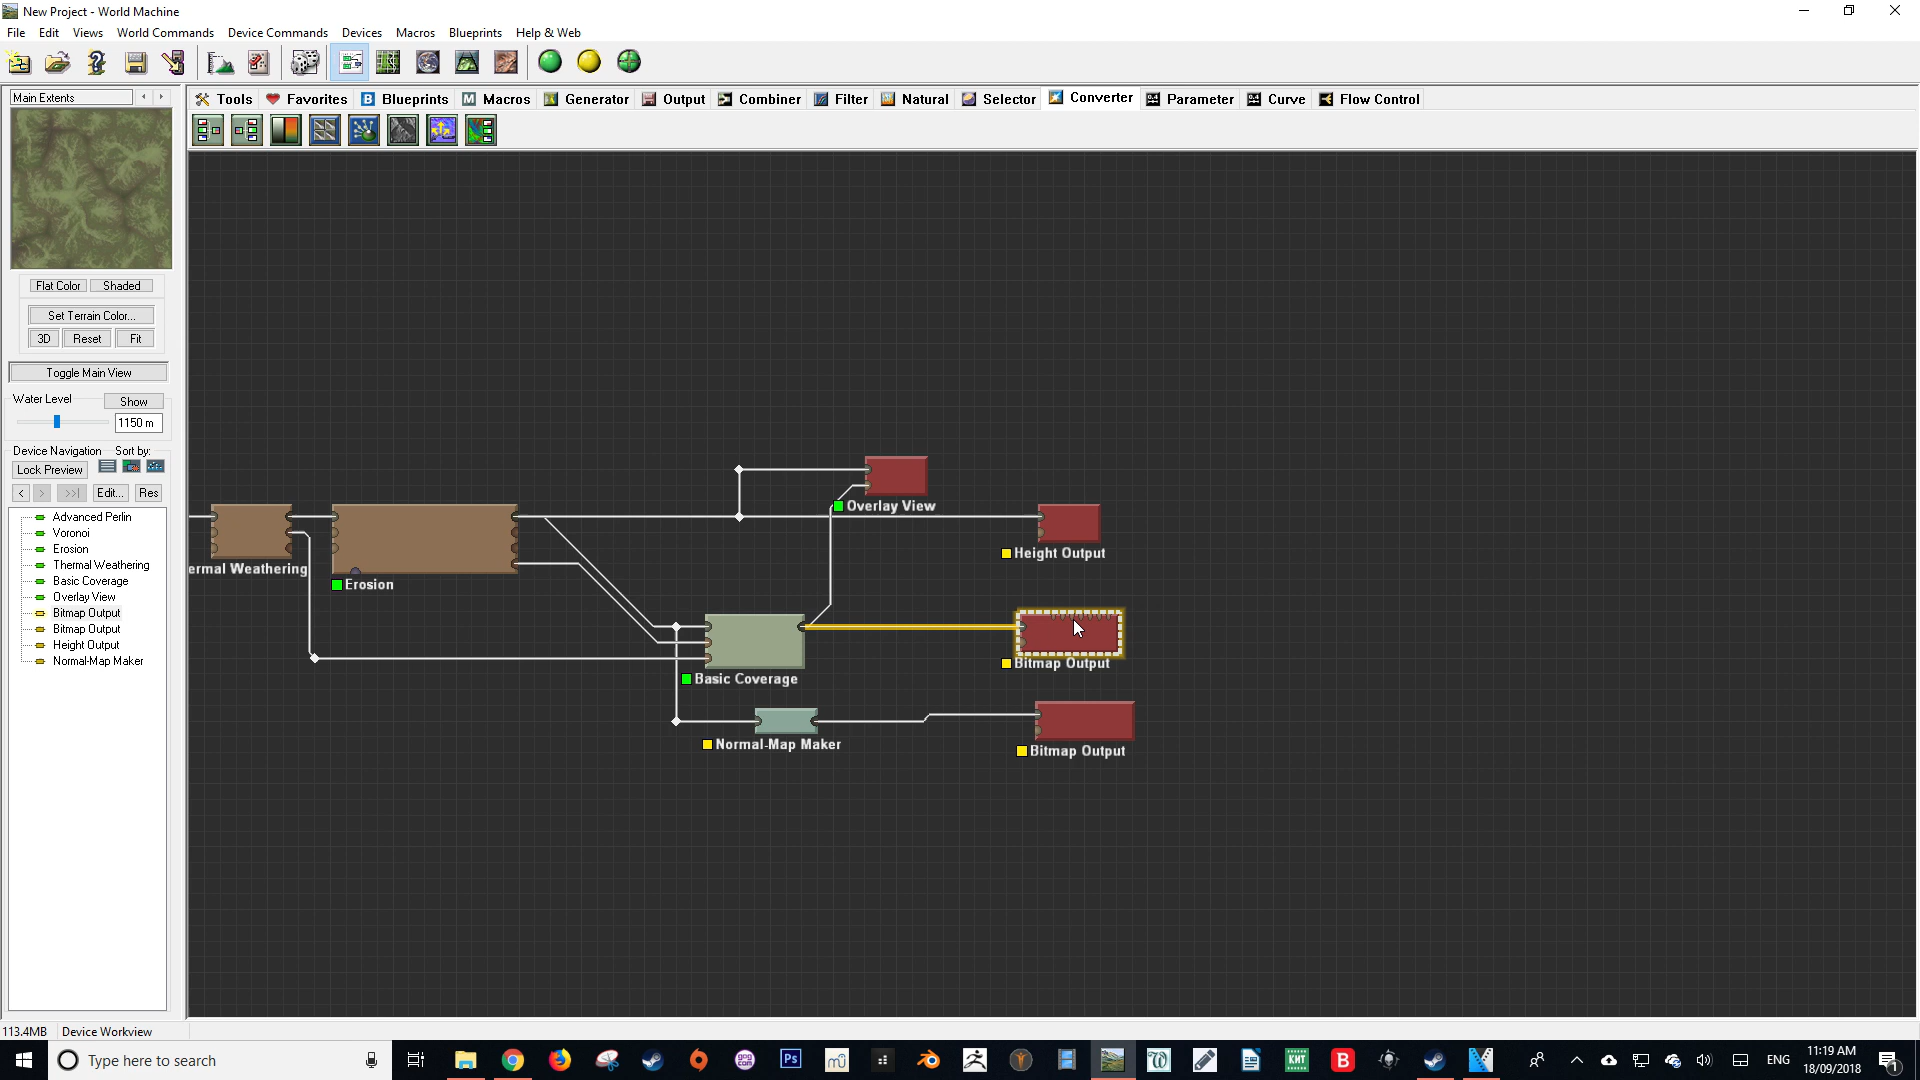 New Project - World Machine
File Edit Views World Commands Device Commands Devices Macros Blueprints Help & Web
Main Extents
Tools Favorites Blueprints Macros Generator Output Combiner Filter Natural Selector Converter Parameter Curve Flow Control
Flat Color Shaded
Set Terrain Color...
3D Reset Fit
Toggle Main View
Water Level Show
1150 m
Device Navigation Sort by:
Lock Preview
< > >>| Edit... Res
Advanced Perlin
Voronoi
Erosion
Thermal Weathering
Basic Coverage
Overlay View
Bitmap Output
Bitmap Output
Height Output
Normal-Map Maker
Overlay View
Height Output
ermal Weathering
Erosion
Bitmap Output
Basic Coverage
Normal-Map Maker
Bitmap Output
113.4MB Device Workview
Type here to search
Ps
KHT
B
ENG
11:19 AM
18/09/2018
1